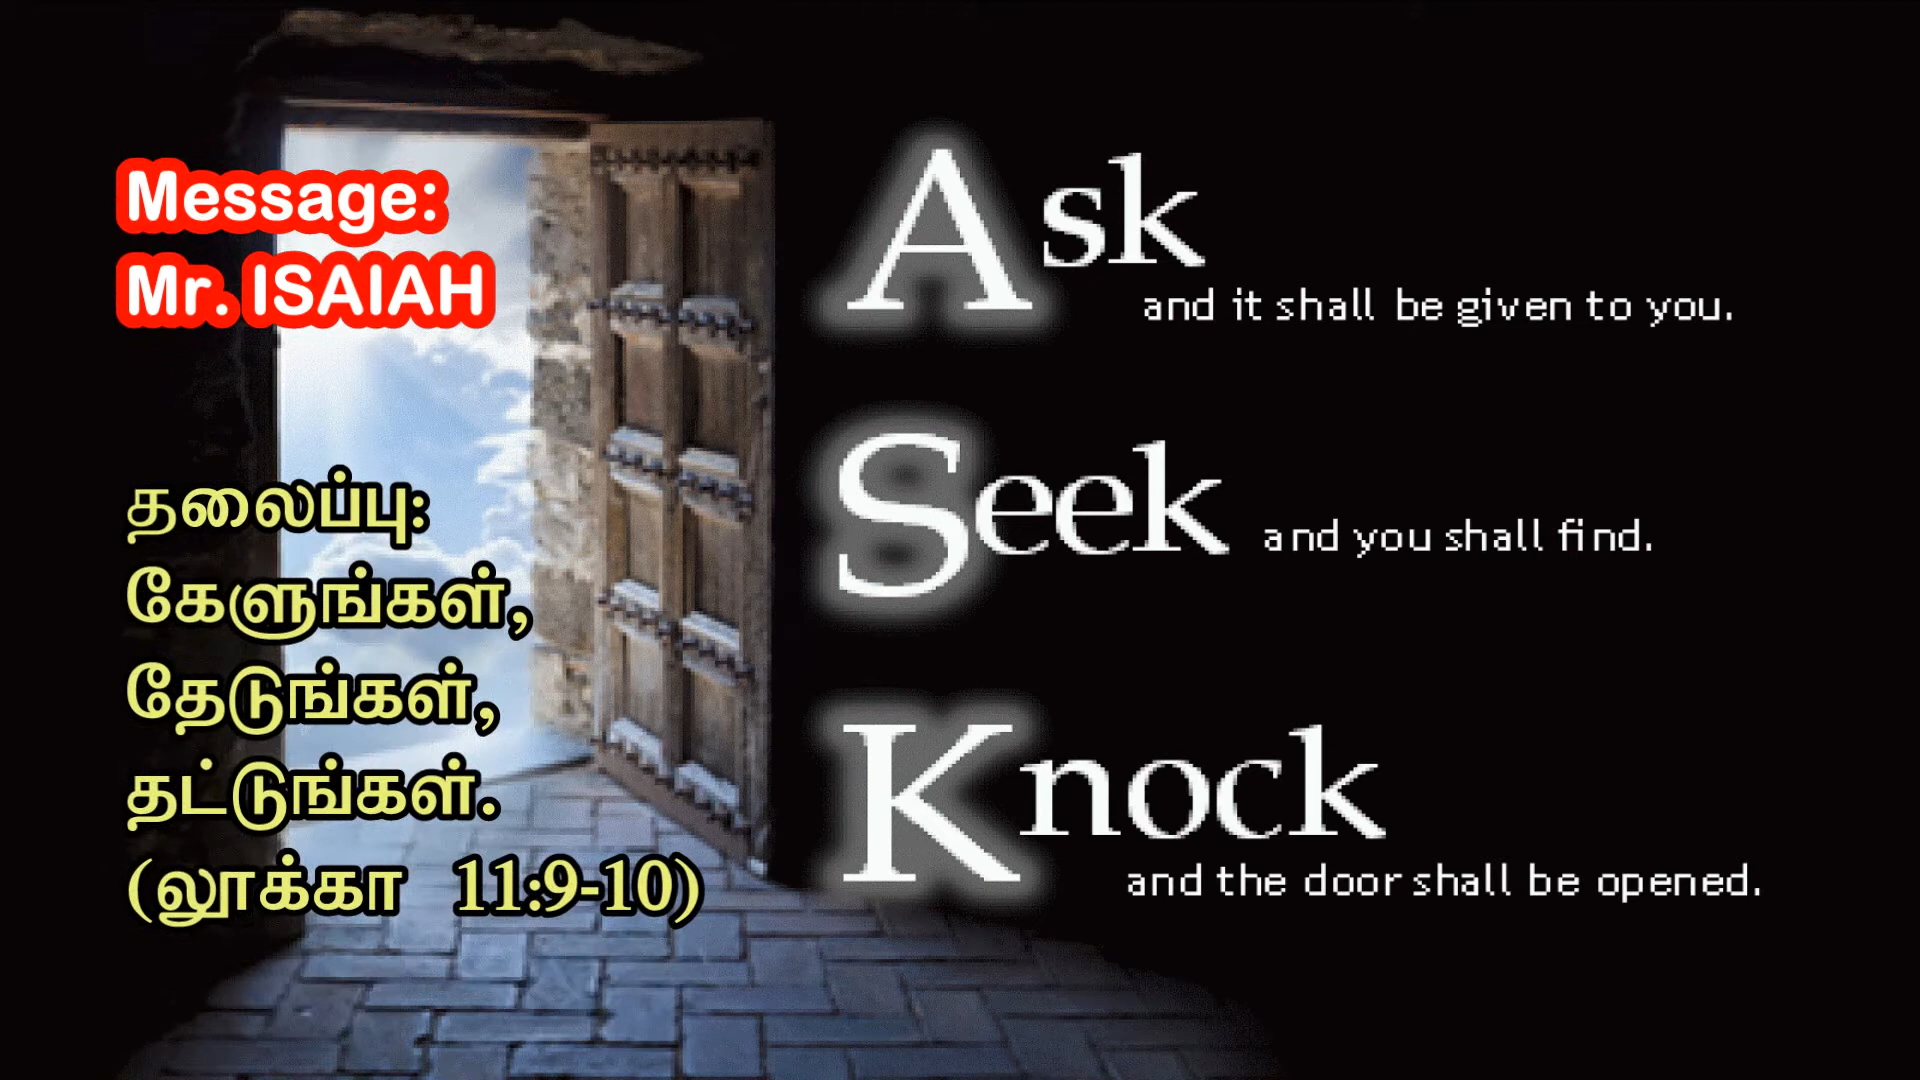 Message:
Mr. ISAIAH
தலைப்பு:
கேளுங்கள்,
தேடுங்கள்,
தட்டுங்கள்.
(லூக்கா 11:9-10)
Ask
and it shall be given to you.
Seek and you shall find.
Knock
and the door shall be opened.